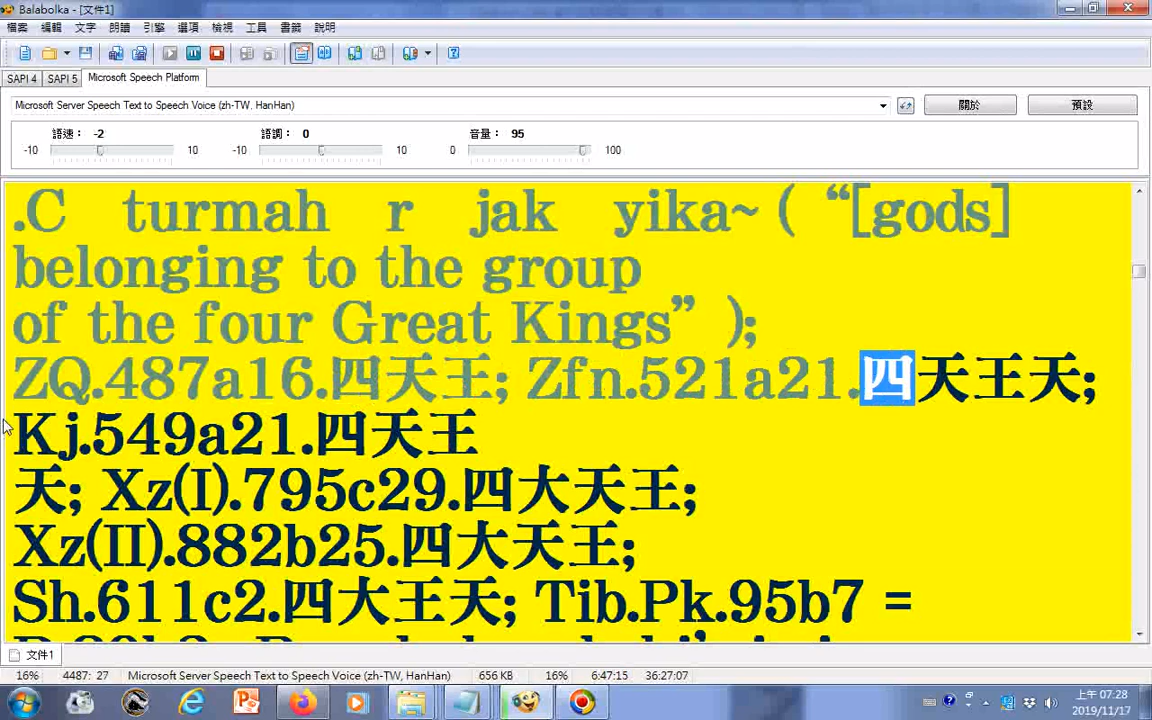 Balabolka - [文件1]
檔案 編輯 文字 朗讀 引擎 選項 檢視 工具 書籤 說明
SAPI 4 SAPI 5 Microsoft Speech Platform
Microsoft Server Speech Text to Speech Voice (zh-TW, HanHan) 關於 預設
語速： -2 語調： 0 音量： 95
-10 10 -10 10 0 100
.C turmah r jak yika~ ( “[gods]
belonging to the group
of the four Great Kings” );
ZQ.487a16.四天王; Zfn.521a21.四天王天;
Kj.549a21.四天王
天; Xz(I).795c29.四大天王;
Xz(II).882b25.四大天王;
Sh.611c2.四大王天; Tib.Pk.95b7 =
文件1
16% 4487: 27 Microsoft Server Speech Text to Speech Voice (zh-TW, HanHan) 656 KB 16% 6:47:15 36:27:07
上午 07:28
2019/11/17